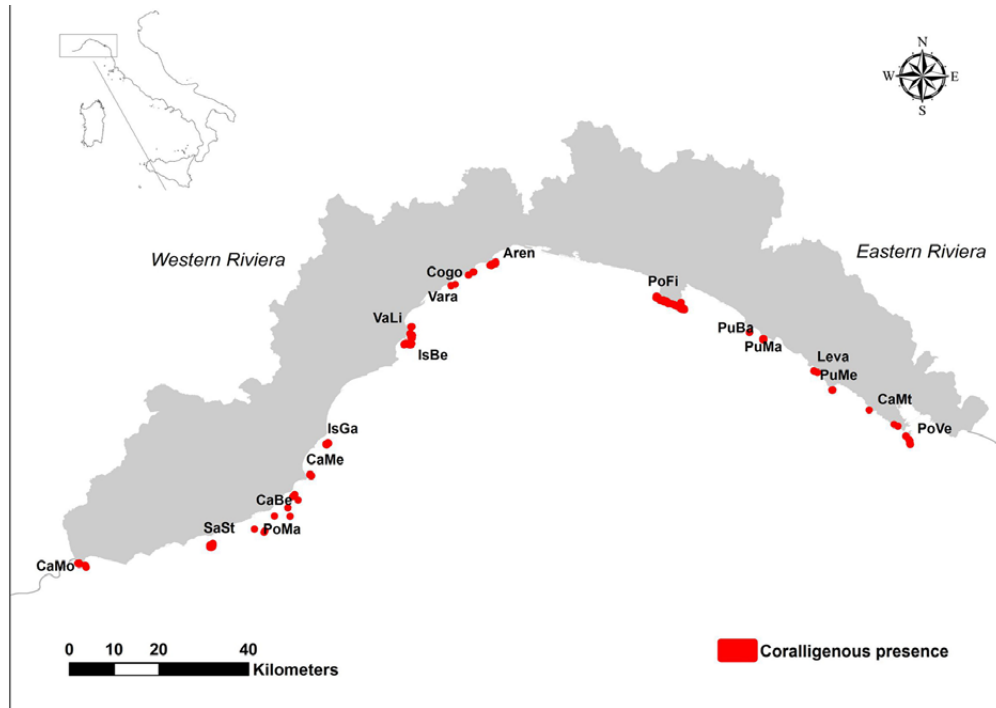 N
W E
S
Western Riviera
Eastern Riviera
Aren
Cogo
PoFi
Vara
VaLi
PuBa
IsBe
PuMa
Leva
PuMe
CaMt
IsGa
PoVe
CaMe
CaBe
SaSt
PoMa
CaMo
0 10 20 40
Kilometers
Coralligenous presence